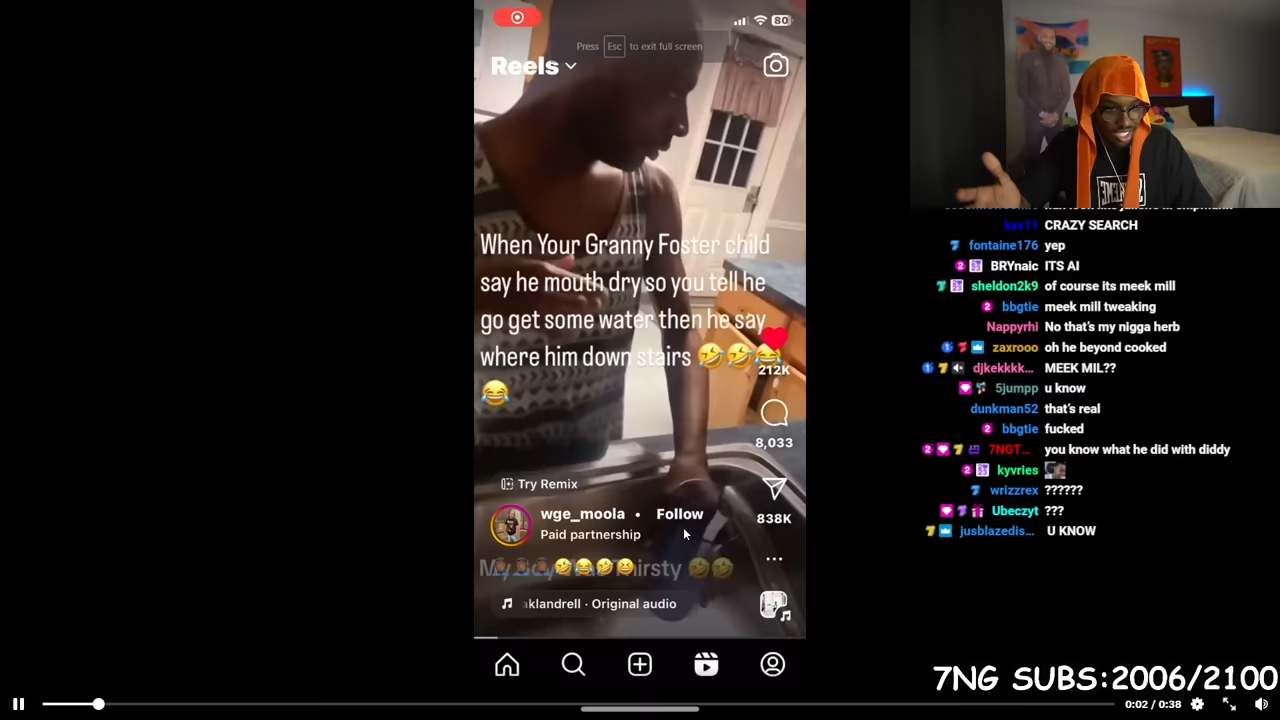 80
Press Esc to exit full screen
Reels
When Your Granny Foster child
say he mouth dry so you tell he
go get some water then he say
where him down stairs 🤣🤣😂
😂
212K
8,033
Try Remix
wge_moola • Follow
Paid partnership
838K
Thirsty 🤣🤣
aklandrell · Original audio
CRAZY SEARCH
fontaine176 yep
BRYnaic ITS AI
sheldon2k9 of course its meek mill
bbgtie meek mill tweaking
Nappyrhi No that's my nigga herb
zaxrooo oh he beyond cooked
djkekkkk... MEEK MIL??
5jumpp u know
dunkman52 that's real
bbgtie fucked
7NGT... you know what he did with diddy
kyvries
wrizzrex ??????
Ubeczyt ???
jusblazedis... U KNOW
7NG SUBS:2006/2100
0:02 / 0:38